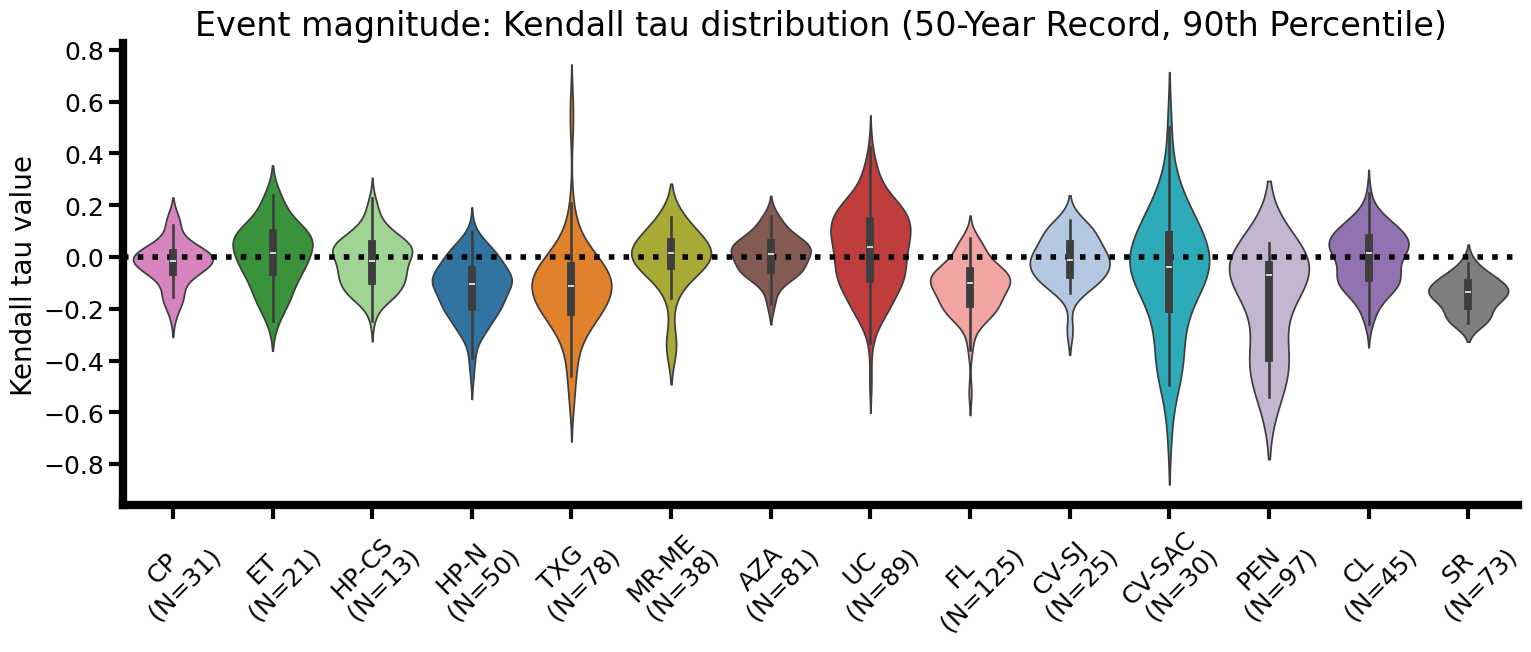 Event magnitude: Kendall tau distribution (50-Year Record, 90th Percentile)
Kendall tau value
0.8
0.6
0.4
0.2
0.0
−0.2
−0.4
−0.6
−0.8
CP
(N=31)
ET
(N=21)
HP-CS
(N=13)
HP-N
(N=50)
TXG
(N=78)
MR-ME
(N=38)
AZA
(N=81)
UC
(N=89)
FL
(N=125)
CV-SJ
(N=25)
CV-SAC
(N=30)
PEN
(N=97)
CL
(N=45)
SR
(N=73)